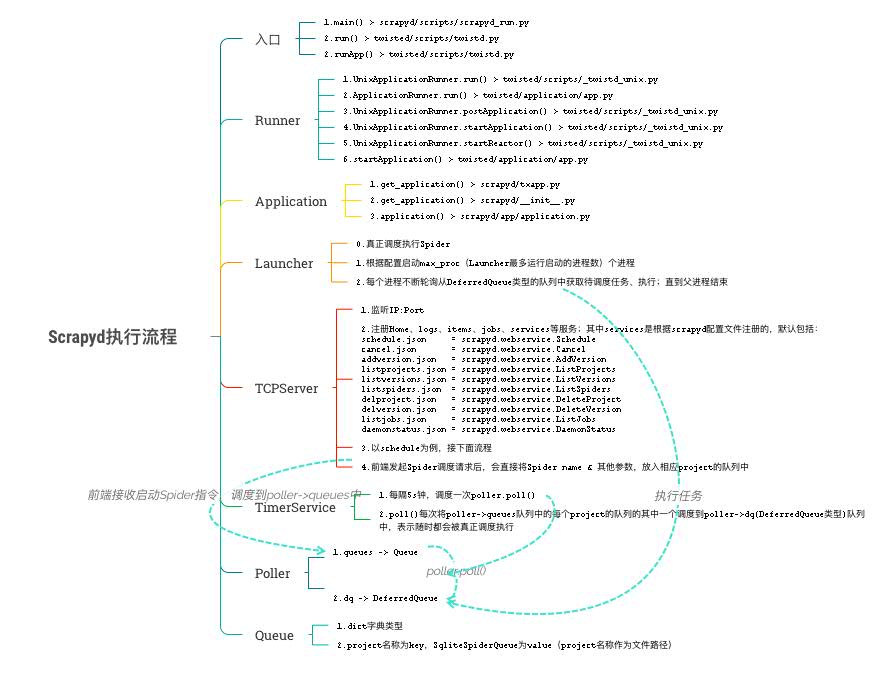 入口
1.main() > scrapyd/scripts/scrapyd_run.py
2.run() > twisted/scripts/twistd.py
2.runApp() > twisted/scripts/twistd.py
Runner
1.UnixApplicationRunner.run() > twisted/scripts/_twistd_unix.py
2.ApplicationRunner.run() > twisted/application/app.py
3.UnixApplicationRunner.postApplication() > twisted/scripts/_twistd_unix.py
4.UnixApplicationRunner.startApplication() > twisted/scripts/_twistd_unix.py
5.UnixApplicationRunner.startReactor() > twisted/scripts/_twistd_unix.py
6.startApplication() > twisted/application/app.py
Application
1.get_application() > scrapyd/txapp.py
2.get_application() > scrapyd/__init__.py
3.application() > scrapyd/app/application.py
Launcher
0.真正调度执行Spider
1.根据配置启动max_proc（Launcher最多运行启动的进程数）个进程
2.每个进程不断轮询从DeferredQueue类型的队列中获取待调度任务、执行；直到父进程结束
Scrapyd执行流程
TCPServer
1.监听IP:Port
2.注册Home、logs、items、jobs、services等服务；其中services是根据scrapyd配置文件注册的，默认包括：
schedule.json = scrapyd.webservice.Schedule
cancel.json = scrapyd.webservice.Cancel
addversion.json = scrapyd.webservice.AddVersion
listprojects.json = scrapyd.webservice.ListProjects
listversions.json = scrapyd.webservice.ListVersions
listspiders.json = scrapyd.webservice.ListSpiders
delproject.json = scrapyd.webservice.DeleteProject
delversion.json = scrapyd.webservice.DeleteVersion
listjobs.json = scrapyd.webservice.ListJobs
daemonstatus.json = scrapyd.webservice.DaemonStatus
3.以schedule为例，接下面流程
4.前端发起Spider调度请求后，会直接将Spider name & 其他参数，放入相应project的队列中
前端接收启动Spider指令，调度到poller->queues中
执行任务
TimerService
1.每隔5s钟，调度一次poller.poll()
2.poll()每次将poller->queues队列中的每个project的队列的其中一个调度到poller->dq(DeferredQueue类型)队列
中，表示随时都会被真正调度执行
Poller
1.queues -> Queue
poller.poll()
2.dq -> DeferredQueue
Queue
1.dict字典类型
2.project名称为key，SqliteSpiderQueue为value（project名称作为文件路径）